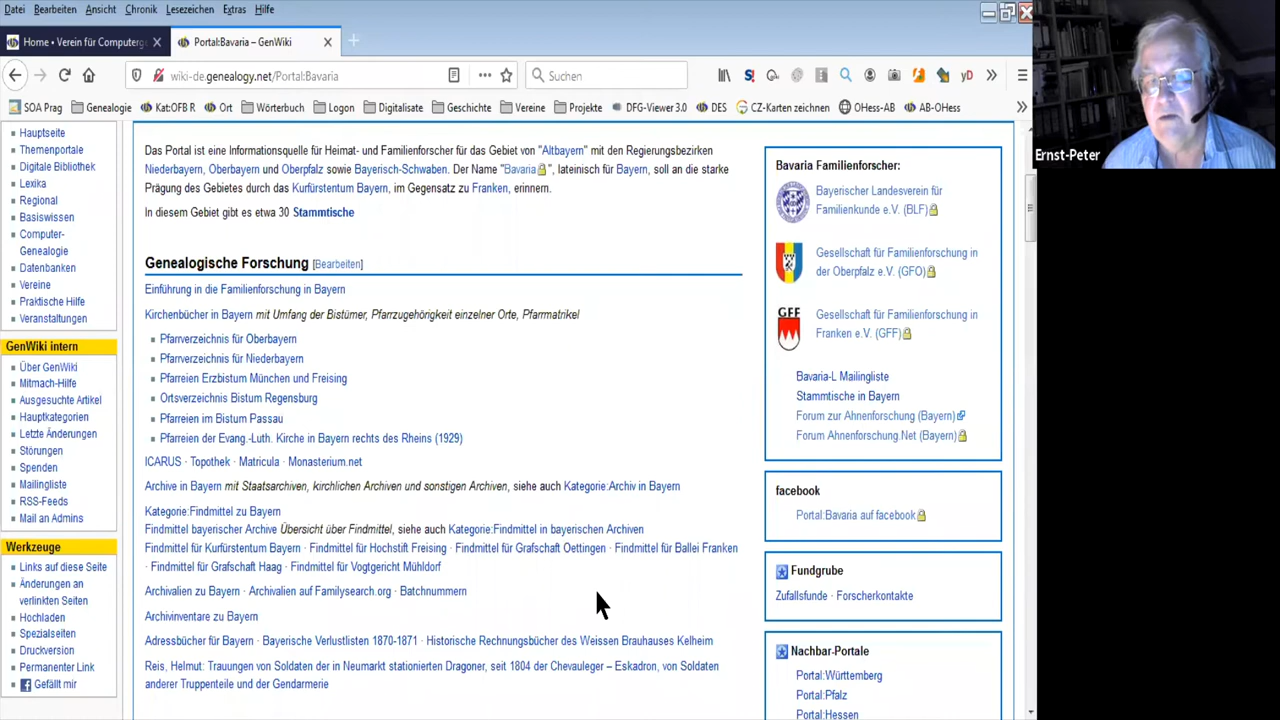 Datei Bearbeiten Ansicht Chronik Lesezeichen Extras Hilfe
Home • Verein für Computerge
Portal:Bavaria – GenWiki
wiki-de.genealogy.net/Portal:Bavaria
Suchen
SOA Prag Genealogie Kat:OFB R Ort Wörterbuch Logon Digitalisate Geschichte Vereine Projekte DFG-Viewer 3.0 DES CZ-Karten zeichnen OHess-AB AB-OHess
Hauptseite
Themenportale
Digitale Bibliothek
Lexika
Regional
Basiswissen
Computer-
Genealogie
Datenbanken
Vereine
Praktische Hilfe
Veranstaltungen
GenWiki intern
Über GenWiki
Mitmach-Hilfe
Ausgesuchte Artikel
Hauptkategorien
Letzte Änderungen
Störungen
Spenden
Mailingliste
RSS-Feeds
Mail an Admins
Werkzeuge
Links auf diese Seite
Änderungen an
verlinkten Seiten
Hochladen
Spezialseiten
Druckversion
Permanenter Link
Gefällt mir
Das Portal ist eine Informationsquelle für Heimat- und Familienforscher für das Gebiet von "Altbayern" mit den Regierungsbezirken
Niederbayern, Oberbayern und Oberpfalz sowie Bayerisch-Schwaben. Der Name "Bavaria", lateinisch für Bayern, soll an die starke
Prägung des Gebietes durch das Kurfürstentum Bayern, im Gegensatz zu Franken, erinnern.
In diesem Gebiet gibt es etwa 30 Stammtische
Genealogische Forschung [Bearbeiten]
Einführung in die Familienforschung in Bayern
Kirchenbücher in Bayern mit Umfang der Bistümer, Pfarrzugehörigkeit einzelner Orte, Pfarrmatrikel
Pfarrverzeichnis für Oberbayern
Pfarrverzeichnis für Niederbayern
Pfarreien Erzbistum München und Freising
Ortsverzeichnis Bistum Regensburg
Pfarreien im Bistum Passau
Pfarreien der Evang.-Luth. Kirche in Bayern rechts des Rheins (1929)
ICARUS · Topothek · Matricula · Monasterium.net
Archive in Bayern mit Staatsarchiven, kirchlichen Archiven und sonstigen Archiven, siehe auch Kategorie:Archiv in Bayern
Kategorie:Findmittel zu Bayern
Findmittel bayerischer Archive Übersicht über Findmittel, siehe auch Kategorie:Findmittel in bayerischen Archiven
Findmittel für Kurfürstentum Bayern · Findmittel für Hochstift Freising · Findmittel für Grafschaft Oettingen · Findmittel für Ballei Franken
· Findmittel für Grafschaft Haag · Findmittel für Vogtgericht Mühldorf
Archivalien zu Bayern · Archivalien auf Familysearch.org · Batchnummern
Archivinventare zu Bayern
Adressbücher für Bayern · Bayerische Verlustlisten 1870-1871 · Historische Rechnungsbücher des Weissen Brauhauses Kelheim
Reis, Helmut: Trauungen von Soldaten der in Neumarkt stationierten Dragoner, seit 1804 der Chevauleger – Eskadron, von Soldaten
anderer Truppenteile und der Gendarmerie
Bavaria Familienforscher:
Bayerischer Landesverein für
Familienkunde e.V. (BLF)
Gesellschaft für Familienforschung in
der Oberpfalz e.V. (GFO)
GFF
Gesellschaft für Familienforschung in
Franken e.V. (GFF)
Bavaria-L Mailingliste
Stammtische in Bayern
Forum zur Ahnenforschung (Bayern)
Forum Ahnenforschung.Net (Bayern)
facebook
Portal:Bavaria auf facebook
Fundgrube
Zufallsfunde · Forscherkontakte
Nachbar-Portale
Portal:Württemberg
Portal:Pfalz
Portal:Hessen
Ernst-Peter